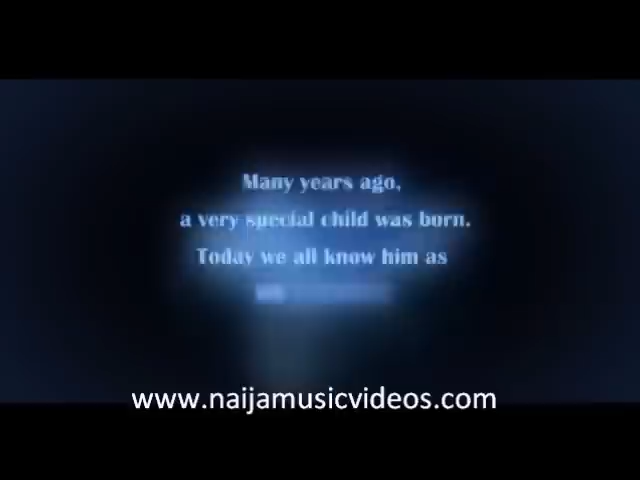 Many years ago,
a very special child was born.
Today we all know him as
www.naijamusicvideos.com